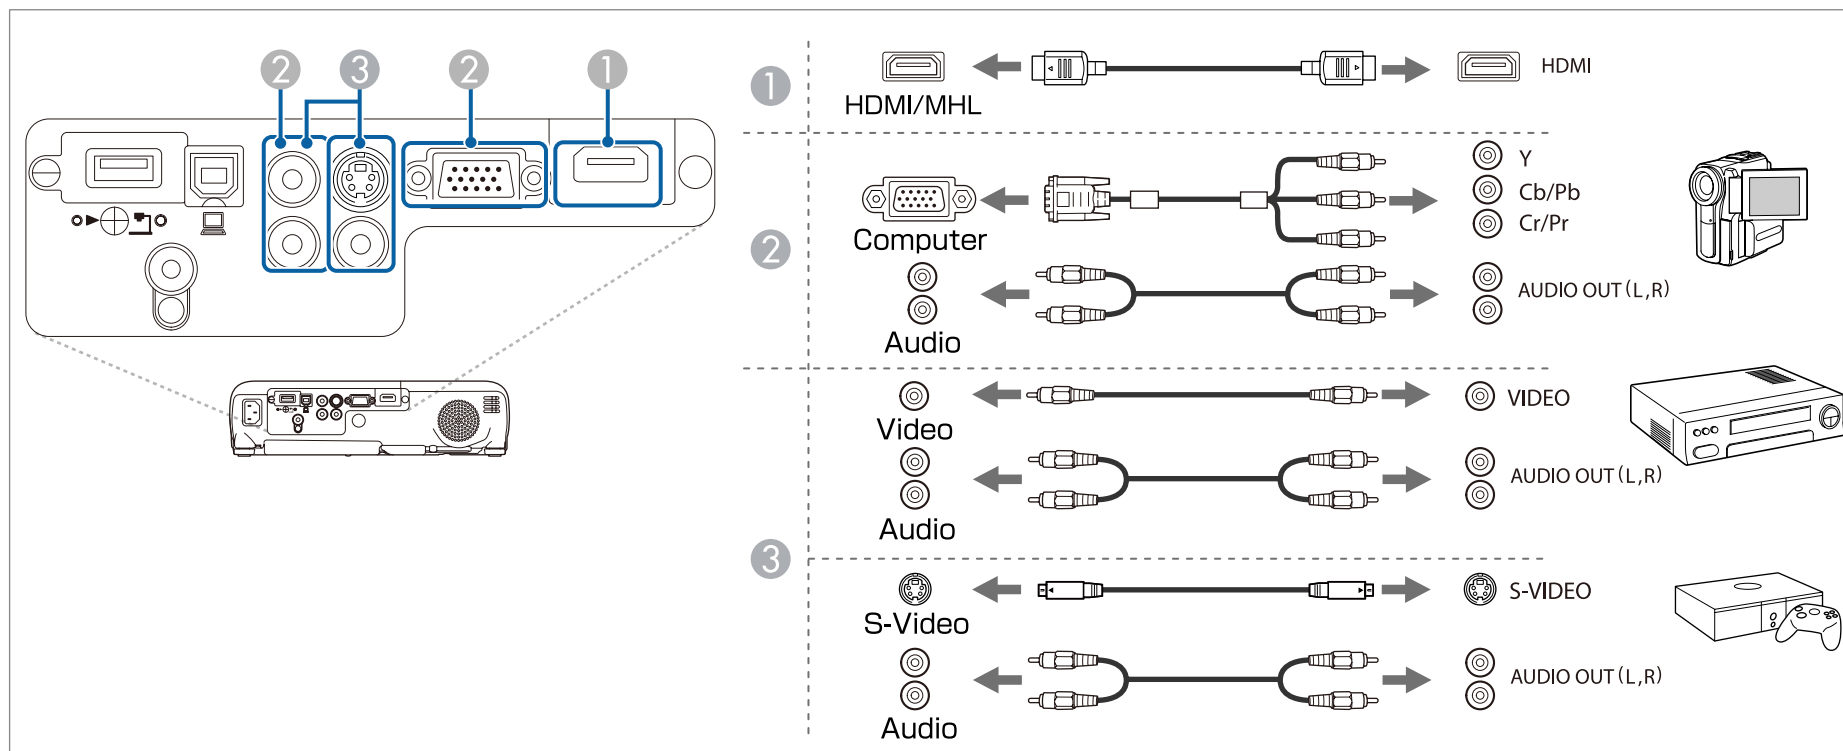 2
3
2
1
1
HDMI/MHL
HDMI
2
Computer
Y
Cb/Pb
Cr/Pr
Audio
AUDIO OUT (L,R)
3
Video
VIDEO
Audio
AUDIO OUT (L,R)
S-Video
S-VIDEO
Audio
AUDIO OUT (L,R)